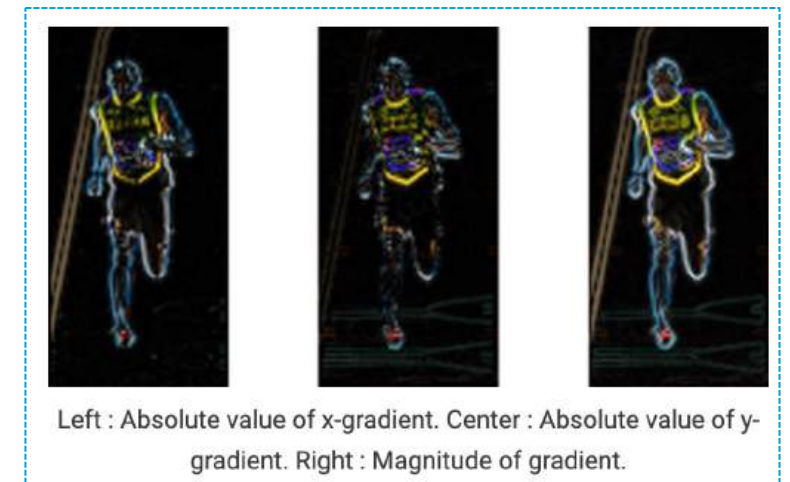 Left : Absolute value of x-gradient. Center : Absolute value of y-
gradient. Right : Magnitude of gradient.